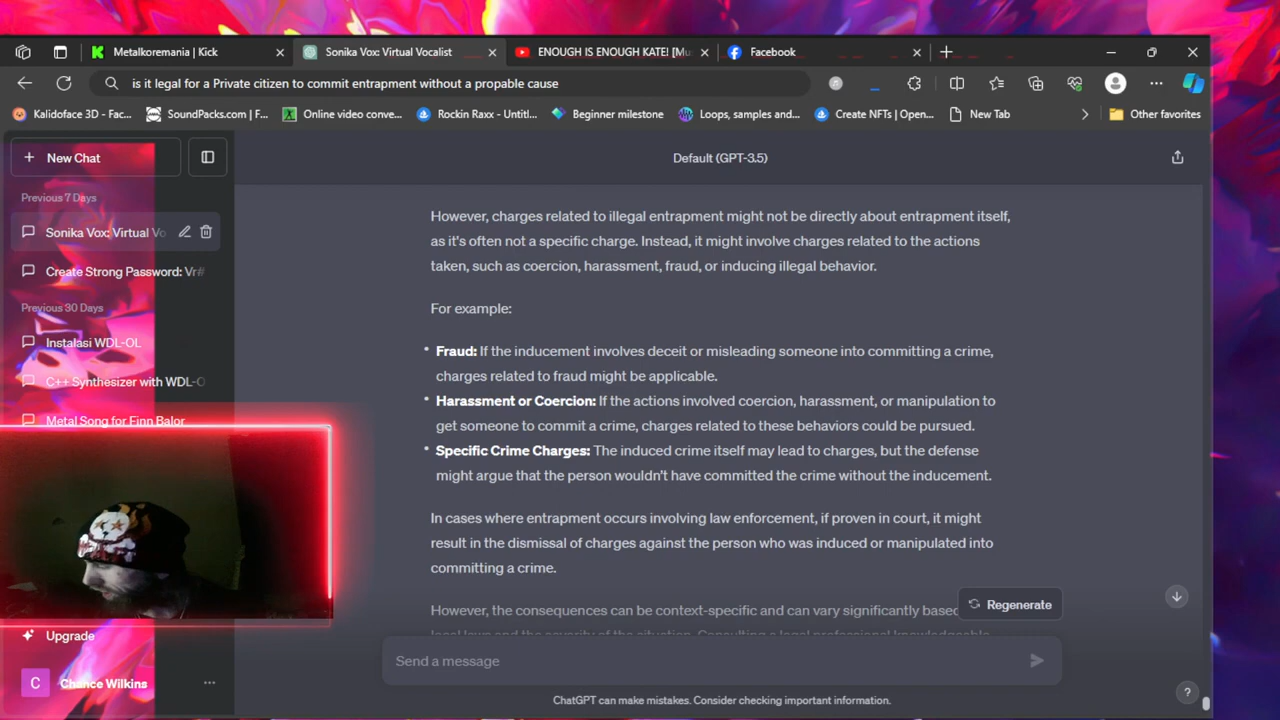 Metalkoremania | Kick
Sonika Vox: Virtual Vocalist
ENOUGH IS ENOUGH KATE! [Mu
Facebook
is it legal for a Private citizen to commit entrapment without a propable cause
Kalidoface 3D - Fac...
SoundPacks.com | F...
Online video conve...
Rockin Raxx - Untitl...
Beginner milestone
Loops, samples and...
Create NFTs | Open...
New Tab
Other favorites
New Chat
Default (GPT-3.5)
Previous 7 Days
Sonika Vox: Virtual Vo
Create Strong Password: Vr#
Previous 30 Days
Instalasi WDL-OL
C++ Synthesizer with WDL-O
Metal Song for Finn Balor
However, charges related to illegal entrapment might not be directly about entrapment itself,
as it's often not a specific charge. Instead, it might involve charges related to the actions
taken, such as coercion, harassment, fraud, or inducing illegal behavior.
For example:
• Fraud: If the inducement involves deceit or misleading someone into committing a crime,
charges related to fraud might be applicable.
• Harassment or Coercion: If the actions involved coercion, harassment, or manipulation to
get someone to commit a crime, charges related to these behaviors could be pursued.
• Specific Crime Charges: The induced crime itself may lead to charges, but the defense
might argue that the person wouldn't have committed the crime without the inducement.
In cases where entrapment occurs involving law enforcement, if proven in court, it might
result in the dismissal of charges against the person who was induced or manipulated into
committing a crime.
However, the consequences can be context-specific and can vary significantly based
Regenerate
Upgrade
Send a message
C
Chance Wilkins
ChatGPT can make mistakes. Consider checking important information.
?